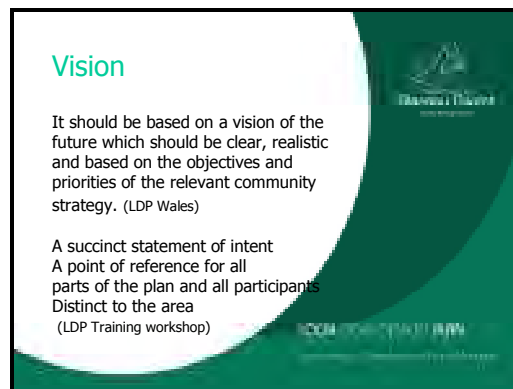 Vision
It should be based on a vision of the
future which should be clear, realistic
and based on the objectives and
priorities of the relevant community
strategy. (LDP Wales)
A succinct statement of intent
A point of reference for all
parts of the plan and all participants
Distinct to the area
(LDP Training workshop)